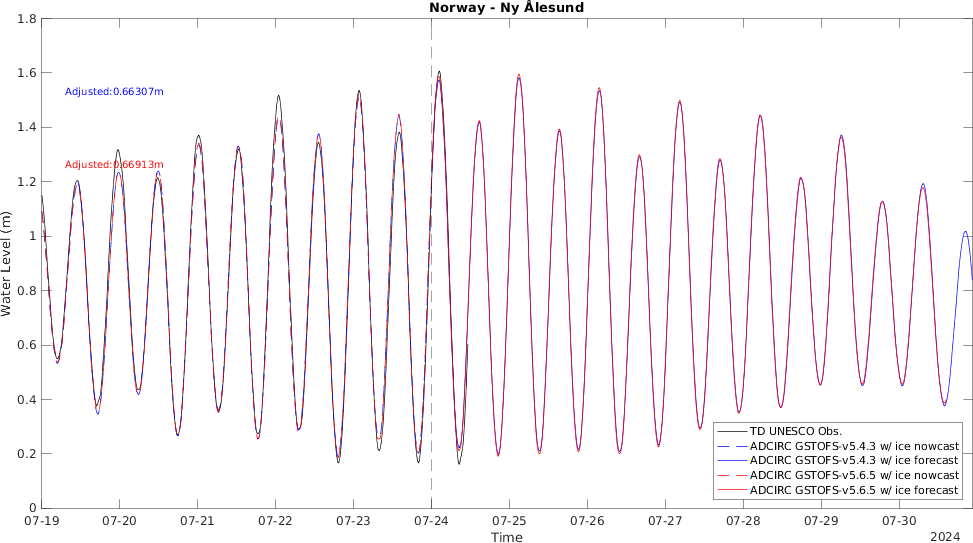 Norway - Ny Ålesund
1.8
1.6
1.4
1.2
1
0.8
0.6
0.4
0.2
0
Water Level (m)
Adjusted:0.66307m
Adjusted:0.66913m
TD UNESCO Obs.
ADCIRC GSTOFS-v5.4.3 w/ ice nowcast
ADCIRC GSTOFS-v5.4.3 w/ ice forecast
ADCIRC GSTOFS-v5.6.5 w/ ice nowcast
ADCIRC GSTOFS-v5.6.5 w/ ice forecast
07-19 07-20 07-21 07-22 07-23 07-24 07-25 07-26 07-27 07-28 07-29 07-30
Time
2024